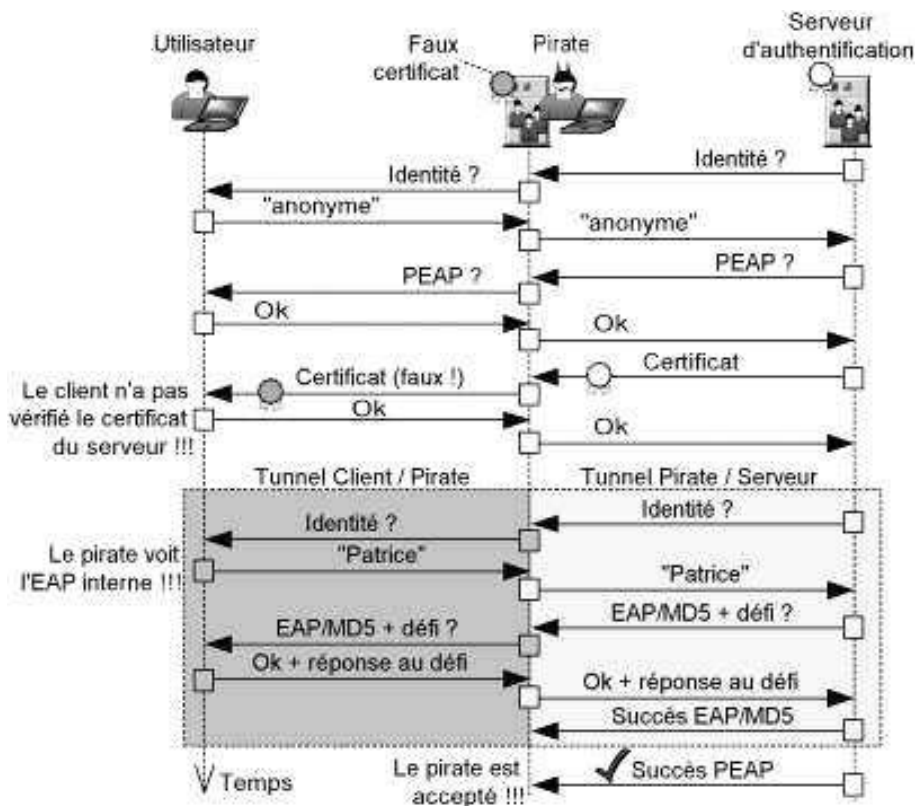 Utilisateur
Faux
certificat
Pirate
Serveur
d'authentification
Identité ?
Identité ?
"anonyme"
"anonyme"
PEAP ?
PEAP ?
Ok
Ok
Certificat
Certificat (faux !)
Le client n'a pas
vérifié le certificat
du serveur !!!
Ok
Ok
Tunnel Client / Pirate
Tunnel Pirate / Serveur
Identité ?
Identité ?
Le pirate voit
l'EAP interne !!!
"Patrice"
"Patrice"
EAP/MD5 + défi ?
EAP/MD5 + défi ?
Ok + réponse au défi
Ok + réponse au défi
Succès EAP/MD5
Temps
Le pirate est
accepté !!!
Succès PEAP